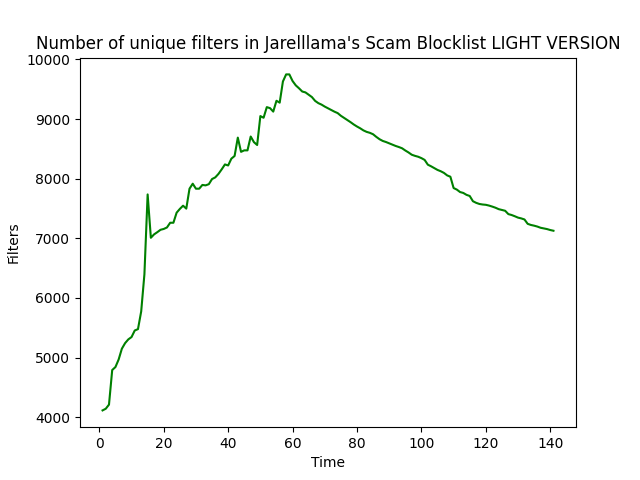 Number of unique filters in Jarelllama's Scam Blocklist LIGHT VERSION
10000
9000
8000
7000
6000
5000
4000
Filters
0 20 40 60 80 100 120 140
Time